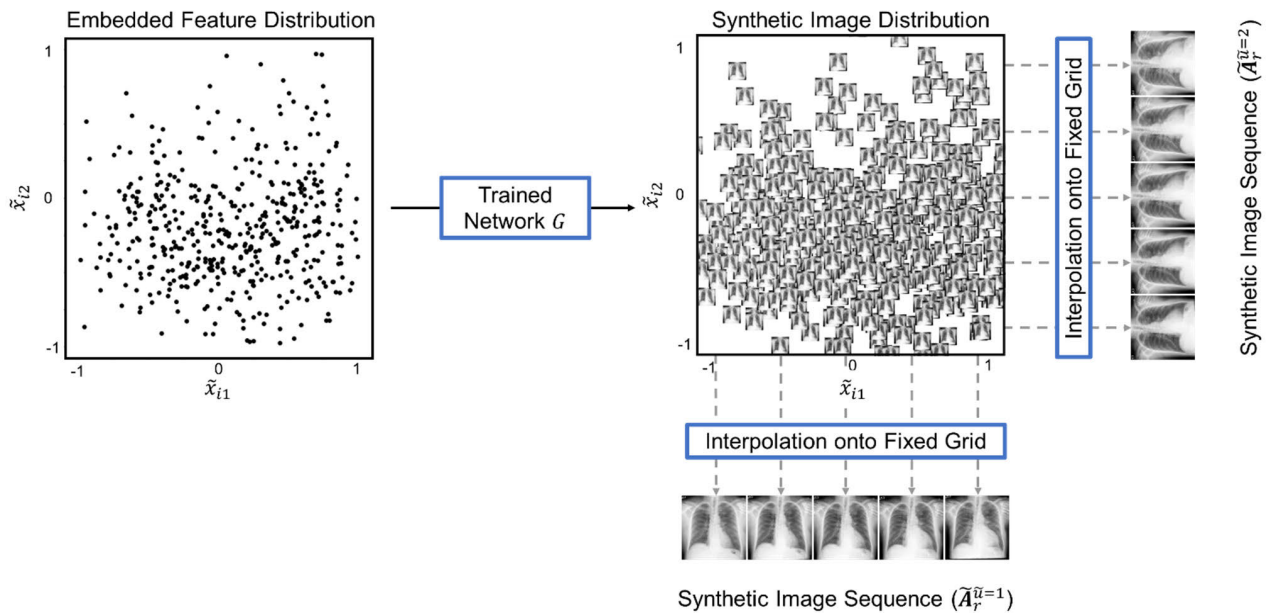 Embedded Feature Distribution
1
0
-1
x̃ᵢ₂
-1
0
1
x̃ᵢ₁
Trained
Network G
Synthetic Image Distribution
1
0
-1
x̃ᵢ₂
-1
0
1
x̃ᵢ₁
Interpolation onto Fixed Grid
Synthetic Image Sequence (Ã_r^{ũ=2})
Interpolation onto Fixed Grid
Synthetic Image Sequence (Ã_r^{ũ=1})